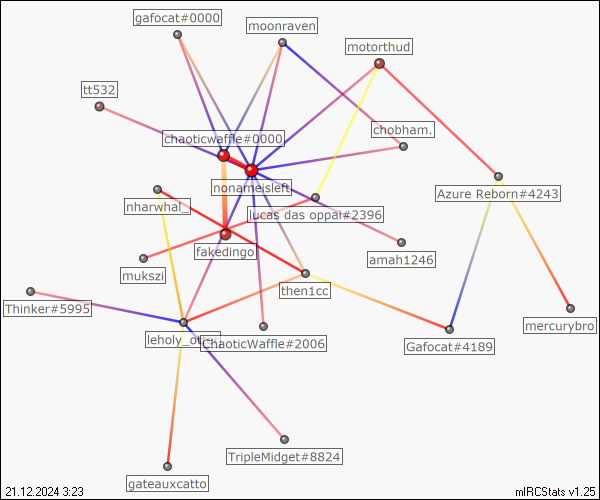 gafocat#0000
moonraven
motorthud
tt532
chaoticwaffle#0000
chobham.
nonameisleft
Azure Reborn#4243
nharwhal_
lucas das oppai#2396
fakedingo
amah1246
mukszi
then1cc
Thinker#5995
mercurybro
leholy_
ChaoticWaffle#2006
Gafocat#4189
TripleMidget#8824
gateauxcatto
21.12.2024 3:23
mIRCStats v1.25